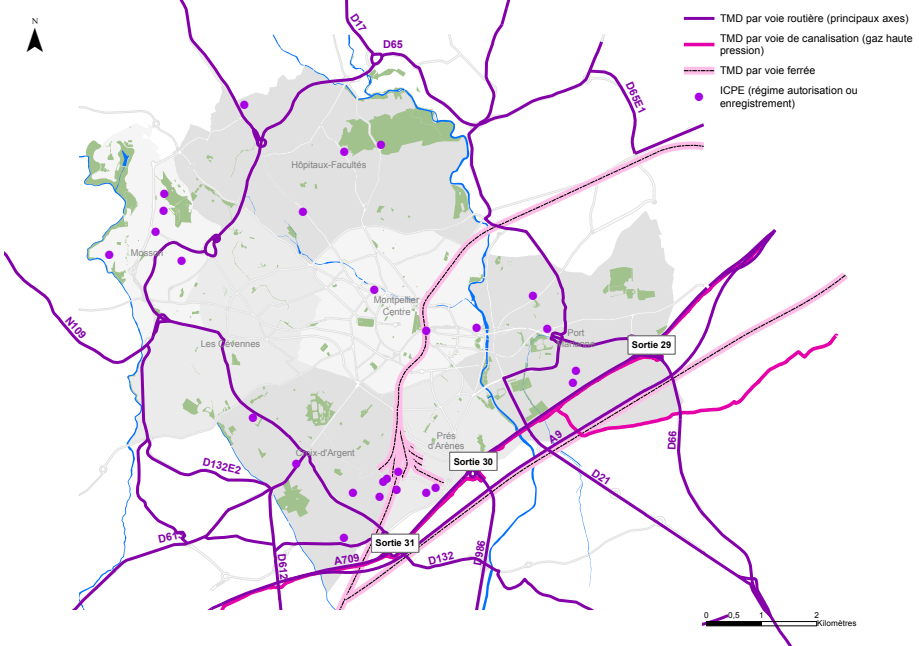 N
D17
D65
TMD par voie routière (principaux axes)
TMD par voie de canalisation (gaz haute
pression)
TMD par voie ferrée
ICPE (régime autorisation ou
enregistrement)
D65E1
Hôpitaux-Facultés
Mosson
N109
Montpellier
Centre
Les Cévennes
Port
Marianne
Sortie 29
Croix-d'Argent
Prés
d'Arènes
A9
D66
D132E2
Sortie 30
D21
D613
Sortie 31
A709
D132
D986
D612
0 0,5 1 2
Kilomètres